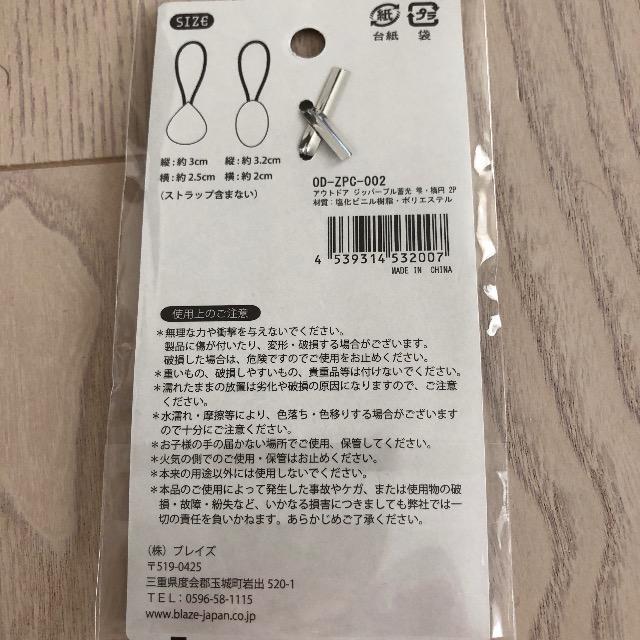 SIZE
紙
台紙
プラ
袋
縦:約3cm
横:約2.5cm
縦:約3.2cm
横:約2cm
(ストラップ含まない)
OD-ZPC-002
アウトドア ジッパープル蓄光 雫・楕円 2P
材質:塩化ビニル樹脂・ポリエステル
4 539314 532007
MADE IN CHINA
使用上のご注意
*無理な力や衝撃を与えないでください。
製品に傷が付いたり、変形・破損する場合がございます。
破損した場合は、危険ですのでご使用をお止めください。
*重いもの、破損しやすいもの、貴重品等は付けないでください。
*濡れたままの放置は劣化や破損の原因になりますので、ご注意
ください。
*水濡れ・摩擦等により、色落ち・色移りする場合がございます
ので十分にご注意ください。
*お子様の手の届かない場所でご使用、保管してください。
*火気の側でのご使用・保管はお止めください。
*本来の用途以外には使用しないでください。
*本品のご使用によって発生した事故やケガ、または使用物の破
損・故障・紛失など、いかなる損害につきましても弊社では一
切の責任を負いかねます。あらかじめご了承ください。
(株)ブレイズ
〒519-0425
三重県度会郡玉城町岩出 520-1
TEL:0596-58-1115
www.blaze-japan.co.jp